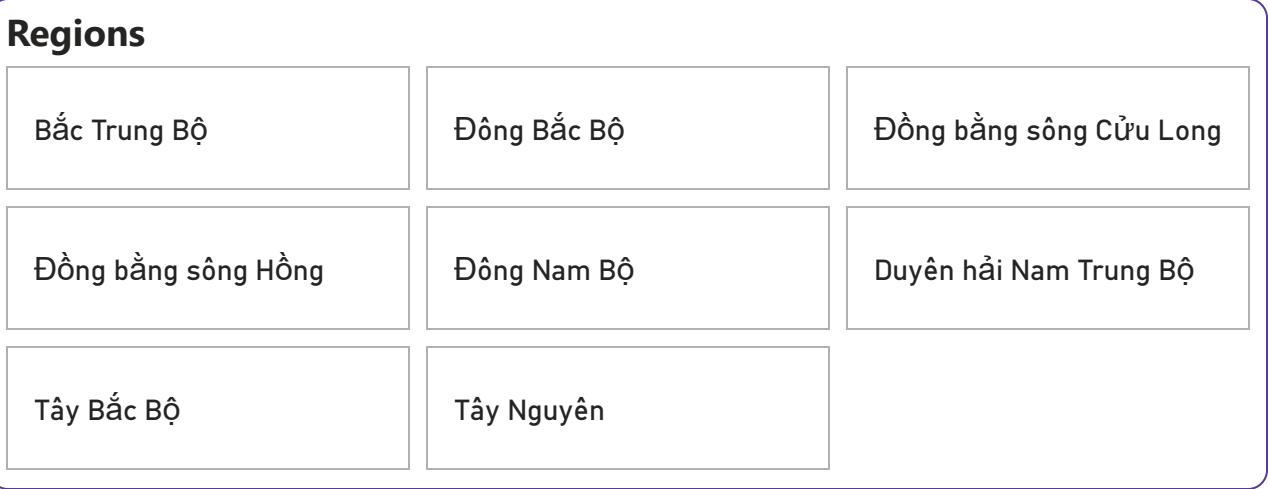 Regions
Bắc Trung Bộ
Đông Bắc Bộ
Đồng bằng sông Cửu Long
Đồng bằng sông Hồng
Đông Nam Bộ
Duyên hải Nam Trung Bộ
Tây Bắc Bộ
Tây Nguyên